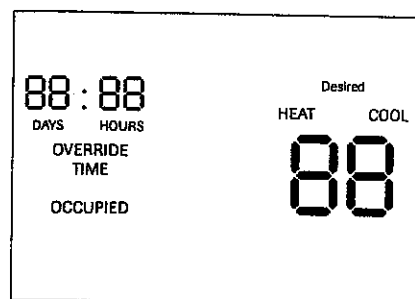 88:88
DAYS HOURS
OVERRIDE
TIME
OCCUPIED
Desired
HEAT COOL
88